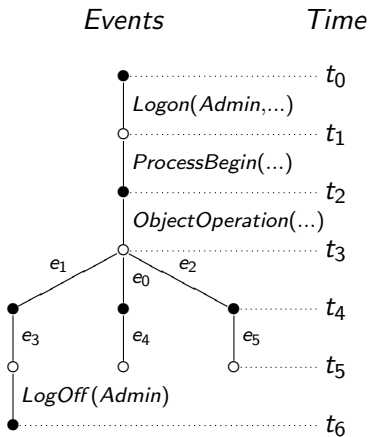 Events Time
t0
Logon(Admin,...)
t1
ProcessBegin(...)
t2
ObjectOperation(...)
t3
e1 e0 e2
t4
e3 e4 e5
t5
LogOff(Admin)
t6